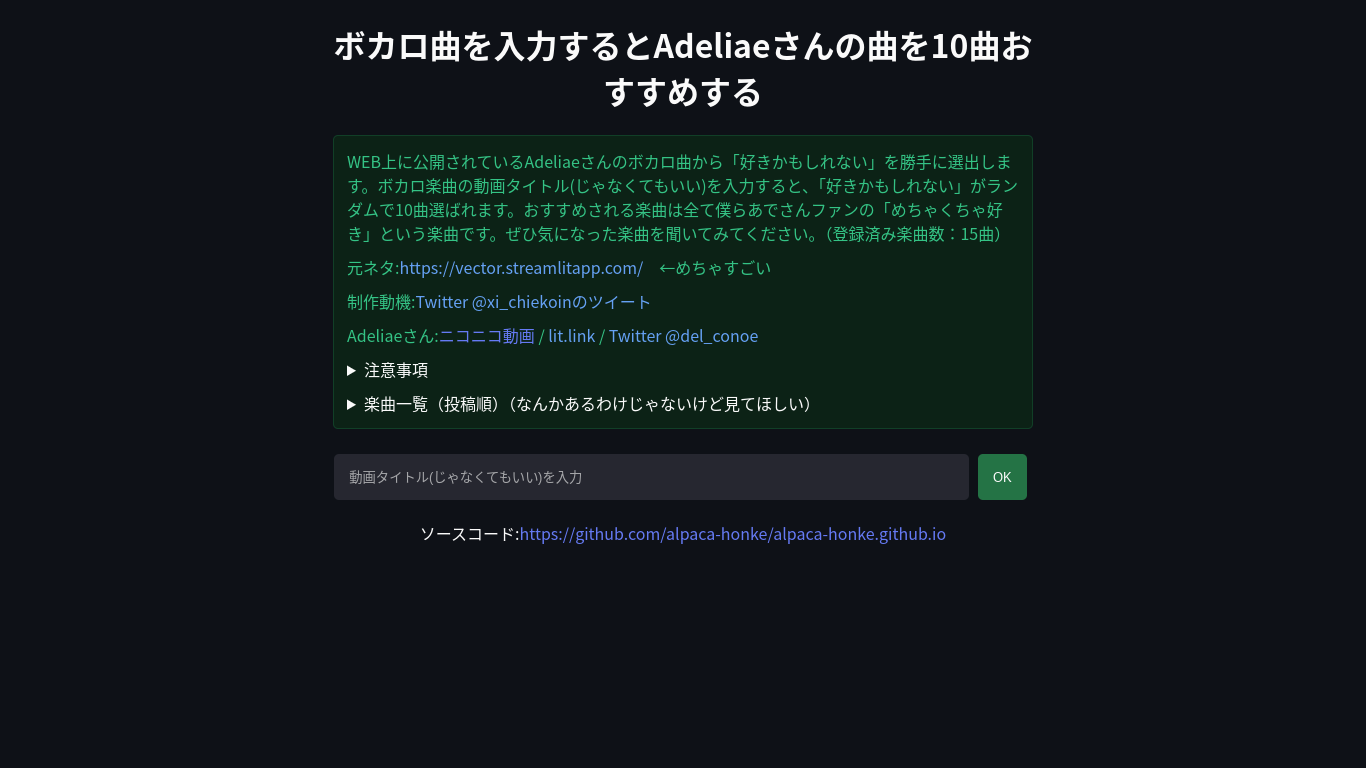 ボカロ曲を入力するとAdeliaeさんの曲を10曲お
すすめする
WEB上に公開されているAdeliaeさんのボカロ曲から「好きかもしれない」を勝手に選出しま
す。ボカロ楽曲の動画タイトル(じゃなくてもいい)を入力すると、「好きかもしれない」がラン
ダムで10曲選ばれます。おすすめされる楽曲は全て僕らあでさんファンの「めちゃくちゃ好
き」という楽曲です。ぜひ気になった楽曲を聞いてみてください。（登録済み楽曲数：15曲）
元ネタ:https://vector.streamlitapp.com/　←めちゃすごい
制作動機:Twitter @xi_chiekoinのツイート
Adeliaeさん:ニコニコ動画 / lit.link / Twitter @del_conoe
▶ 注意事項
▶ 楽曲一覧（投稿順）（なんかあるわけじゃないけど見てほしい）
動画タイトル(じゃなくてもいい)を入力
OK
ソースコード:https://github.com/alpaca-honke/alpaca-honke.github.io